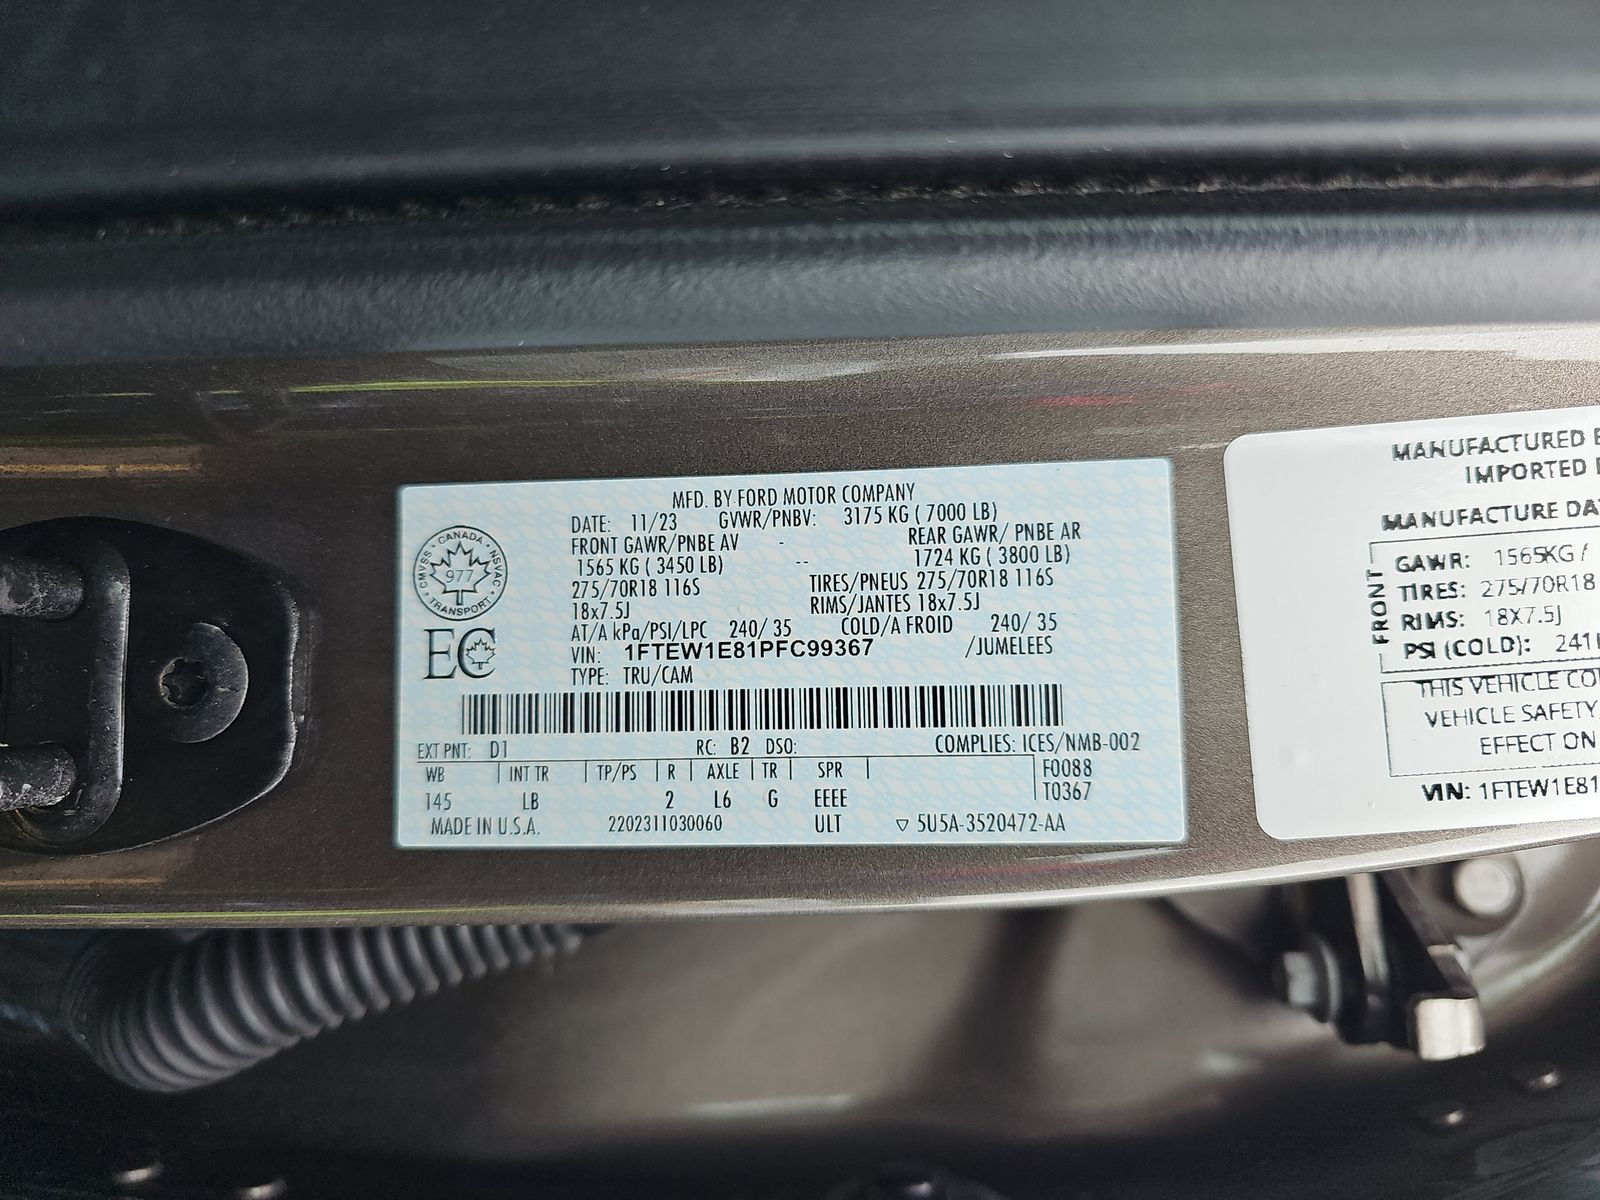 MFD. BY FORD MOTOR COMPANY
DATE: 11/23 GVWR/PNBV: 3175 KG ( 7000 LB)
FRONT GAWR/PNBE AV - REAR GAWR/ PNBE AR
1565 KG ( 3450 LB) -- 1724 KG ( 3800 LB)
275/70R18 116S TIRES/PNEUS 275/70R18 116S
18x7.5J RIMS/JANTES 18x7.5J
AT/A kPa/PSI/LPC 240/ 35 COLD/A FROID 240/ 35
VIN: 1FTEW1E81PFC99367 /JUMELEES
TYPE: TRU/CAM
CANADA
CMVSS
NSVAC
977
TRANSPORT
EC
EXT PNT: D1 RC: B2 DSO: COMPLIES: ICES/NMB-002
WB INT TR TP/PS R AXLE TR SPR F0088
145 LB 2 L6 G EEEE T0367
MADE IN U.S.A. 2202311030060 ULT ▽ 5U5A-3520472-AA
MANUFACTURED
IMPORTED
MANUFACTURE
FRONT
GAWR: 1565KG /
TIRES: 275/70R18
RIMS: 18X7.5J
PSI (COLD): 241
THIS VEHICLE
VEHICLE SAFETY
EFFECT ON
VIN: 1FTEW1E81